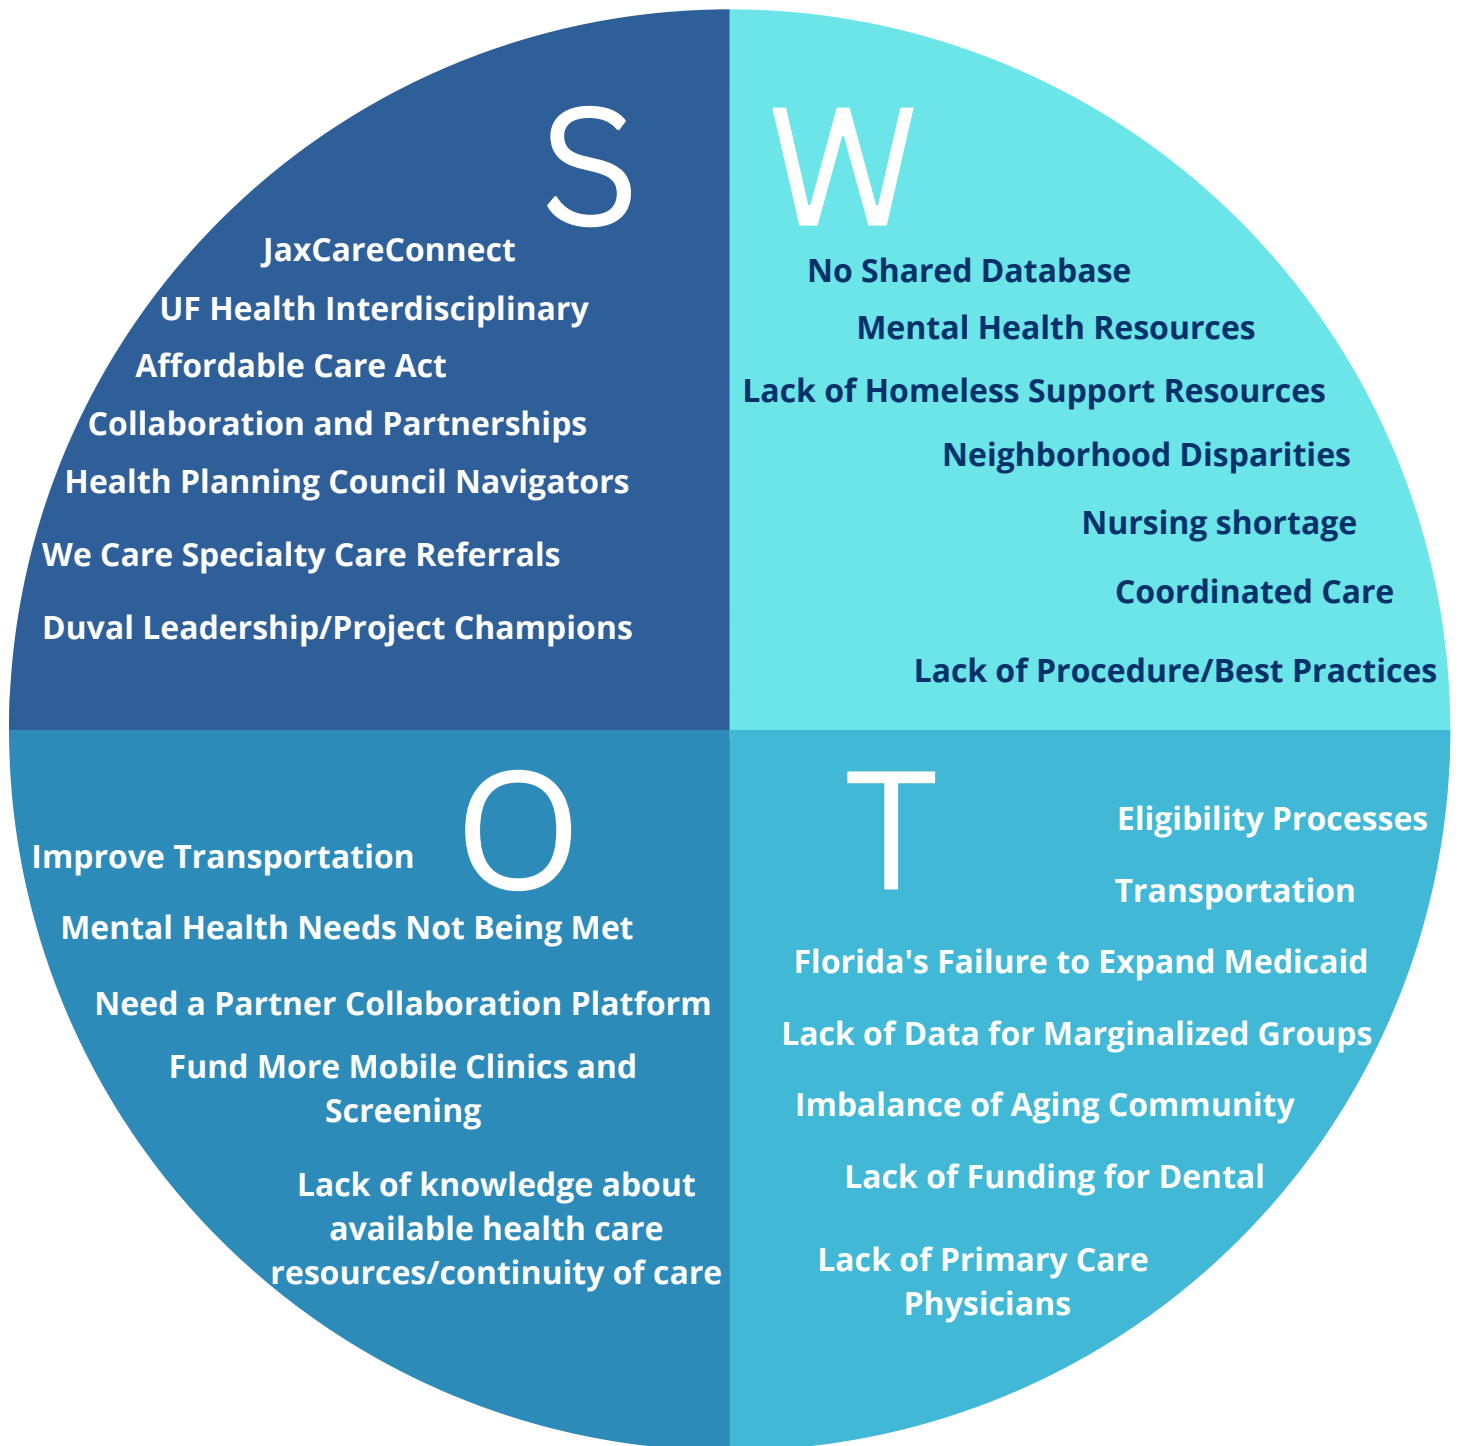 S
JaxCareConnect
UF Health Interdisciplinary
Affordable Care Act
Collaboration and Partnerships
Health Planning Council Navigators
We Care Specialty Care Referrals
Duval Leadership/Project Champions
W
No Shared Database
Mental Health Resources
Lack of Homeless Support Resources
Neighborhood Disparities
Nursing shortage
Coordinated Care
Lack of Procedure/Best Practices
O
Improve Transportation
Mental Health Needs Not Being Met
Need a Partner Collaboration Platform
Fund More Mobile Clinics and
Screening
Lack of knowledge about
available health care
resources/continuity of care
T
Eligibility Processes
Transportation
Florida's Failure to Expand Medicaid
Lack of Data for Marginalized Groups
Imbalance of Aging Community
Lack of Funding for Dental
Lack of Primary Care
Physicians